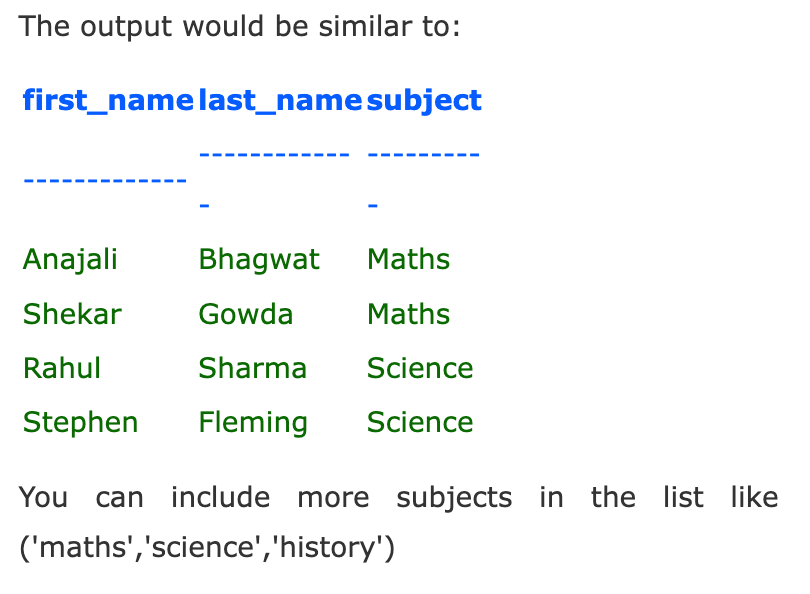 The output would be similar to:
first_name last_name subject
------------ ---------
-------------
- -
Anajali Bhagwat Maths
Shekar Gowda Maths
Rahul Sharma Science
Stephen Fleming Science
You can include more subjects in the list like
('maths','science','history')